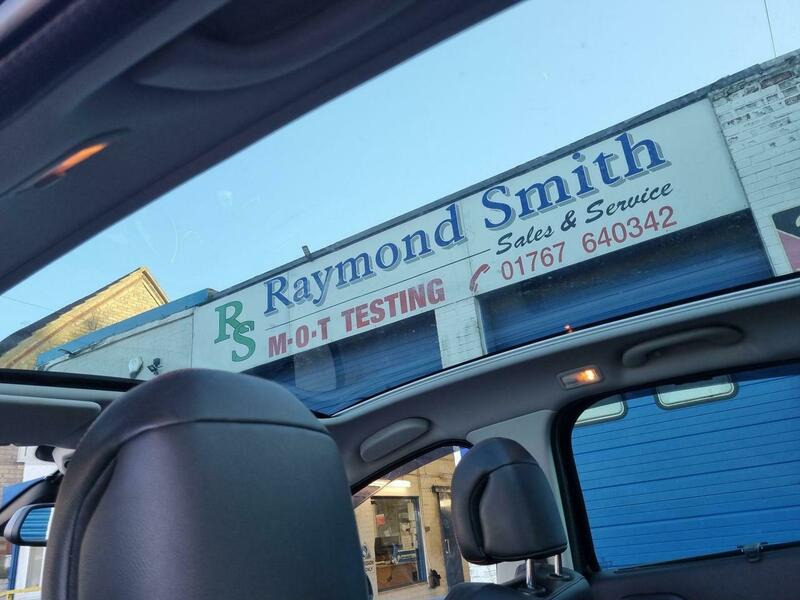 RS
Raymond Smith
Sales & Service
M-O-T TESTING
01767 640342